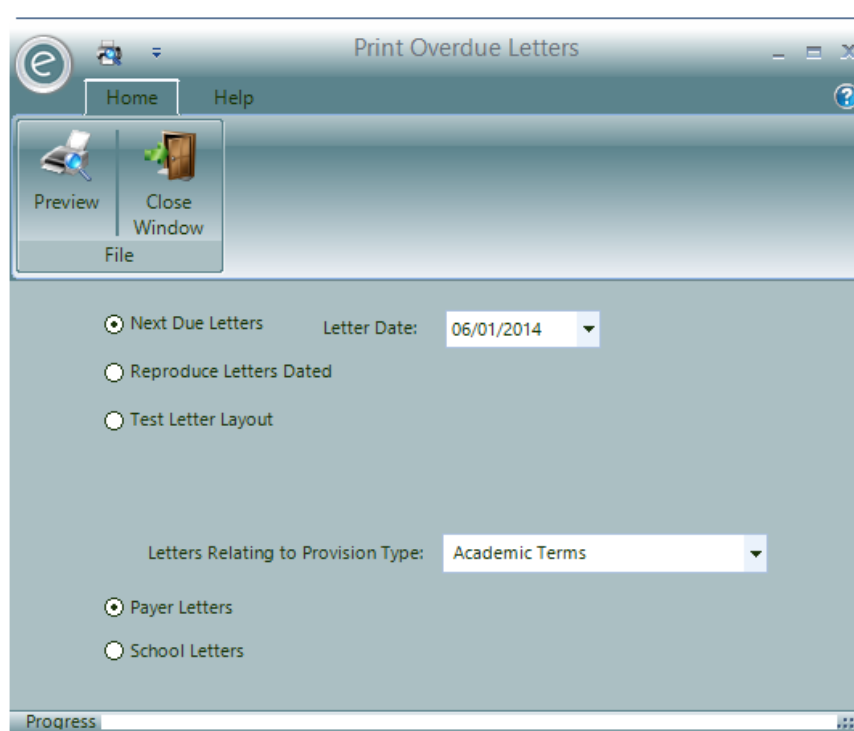 Print Overdue Letters
Home Help
Preview Close Window
File
Next Due Letters Letter Date: 06/01/2014
Reproduce Letters Dated
Test Letter Layout
Letters Relating to Provision Type: Academic Terms
Payer Letters
School Letters
Progress